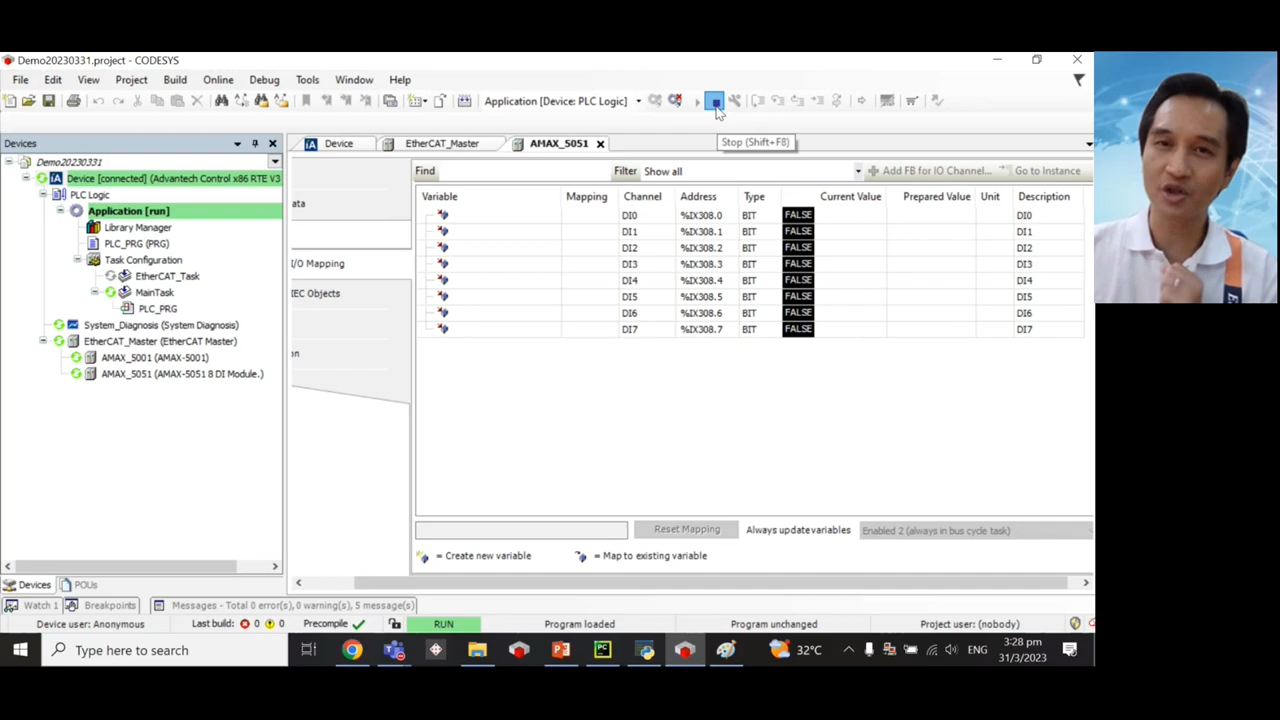 Demo20230331.project - CODESYS
File Edit View Project Build Online Debug Tools Window Help
Application [Device: PLC Logic]
Stop (Shift+F8)
Devices
Demo20230331
Device [connected] (Advantech Control x86 RTE V3
PLC Logic
Application [run]
Library Manager
PLC_PRG (PRG)
Task Configuration
EtherCAT_Task
MainTask
PLC_PRG
System_Diagnosis (System Diagnosis)
EtherCAT_Master (EtherCAT Master)
AMAX_5001 (AMAX-5001)
AMAX_5051 (AMAX-5051 8 DI Module.)
Devices POUs
Device EtherCAT_Master AMAX_5051
ata
I/O Mapping
IEC Objects
on
Find Filter Show all Add FB for IO Channel... Go to Instance
Variable Mapping Channel Address Type Current Value Prepared Value Unit Description
DI0 %IX308.0 BIT FALSE DI0
DI1 %IX308.1 BIT FALSE DI1
DI2 %IX308.2 BIT FALSE DI2
DI3 %IX308.3 BIT FALSE DI3
DI4 %IX308.4 BIT FALSE DI4
DI5 %IX308.5 BIT FALSE DI5
DI6 %IX308.6 BIT FALSE DI6
DI7 %IX308.7 BIT FALSE DI7
Reset Mapping Always update variables Enabled 2 (always in bus cycle task)
= Create new variable = Map to existing variable
Watch 1 Breakpoints Messages - Total 0 error(s), 0 warning(s), 5 message(s)
Device user: Anonymous Last build: 0 0 Precompile RUN Program loaded Program unchanged Project user: (nobody)
Type here to search
32°C ENG
3:28 pm
31/3/2023